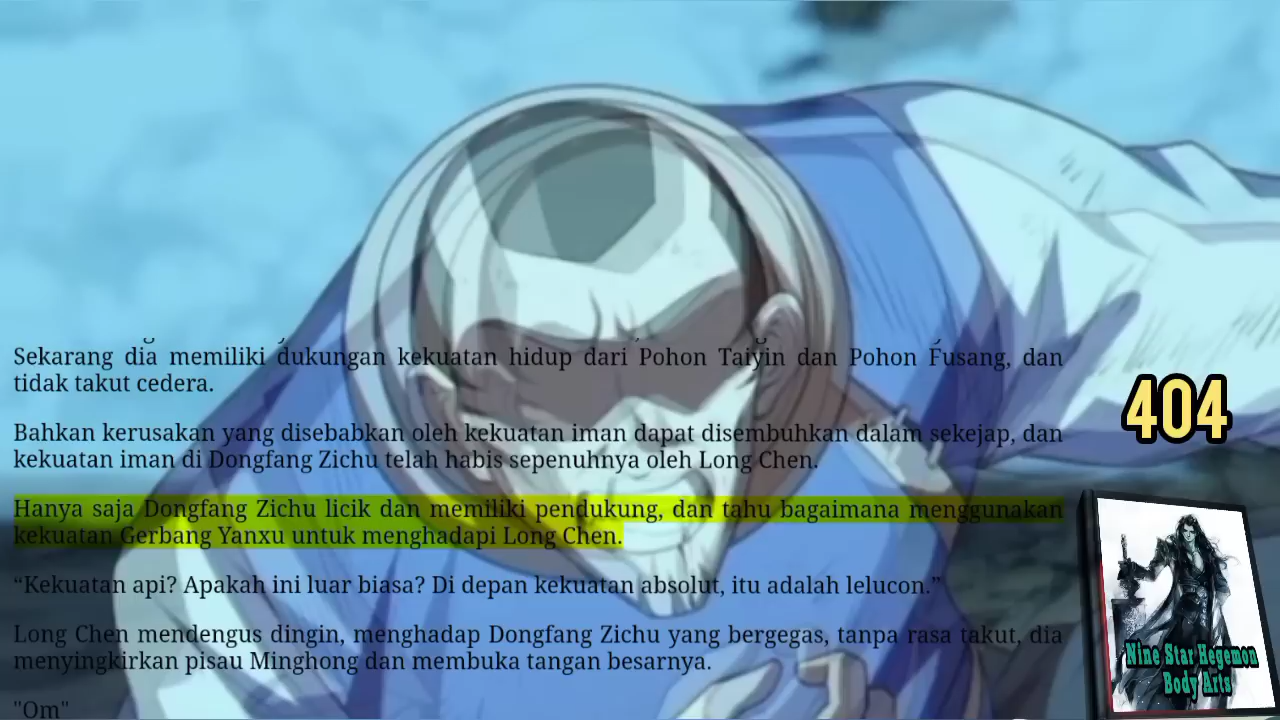 Sekarang dia memiliki dukungan kekuatan hidup dari Pohon Taiyin dan Pohon Fusang, dan
tidak takut cedera.
Bahkan kerusakan yang disebabkan oleh kekuatan iman dapat disembuhkan dalam sekejap, dan
kekuatan iman di Dongfang Zichu telah habis sepenuhnya oleh Long Chen.
Hanya saja Dongfang Zichu licik dan memiliki pendukung, dan tahu bagaimana menggunakan
kekuatan Gerbang Yanxu untuk menghadapi Long Chen.
“Kekuatan api? Apakah ini luar biasa? Di depan kekuatan absolut, itu adalah lelucon.”
Long Chen mendengus dingin, menghadap Dongfang Zichu yang bergegas, tanpa rasa takut, dia
menyingkirkan pisau Minghong dan membuka tangan besarnya.
"Om"
404
Nine Star Hegemon
Body Arts